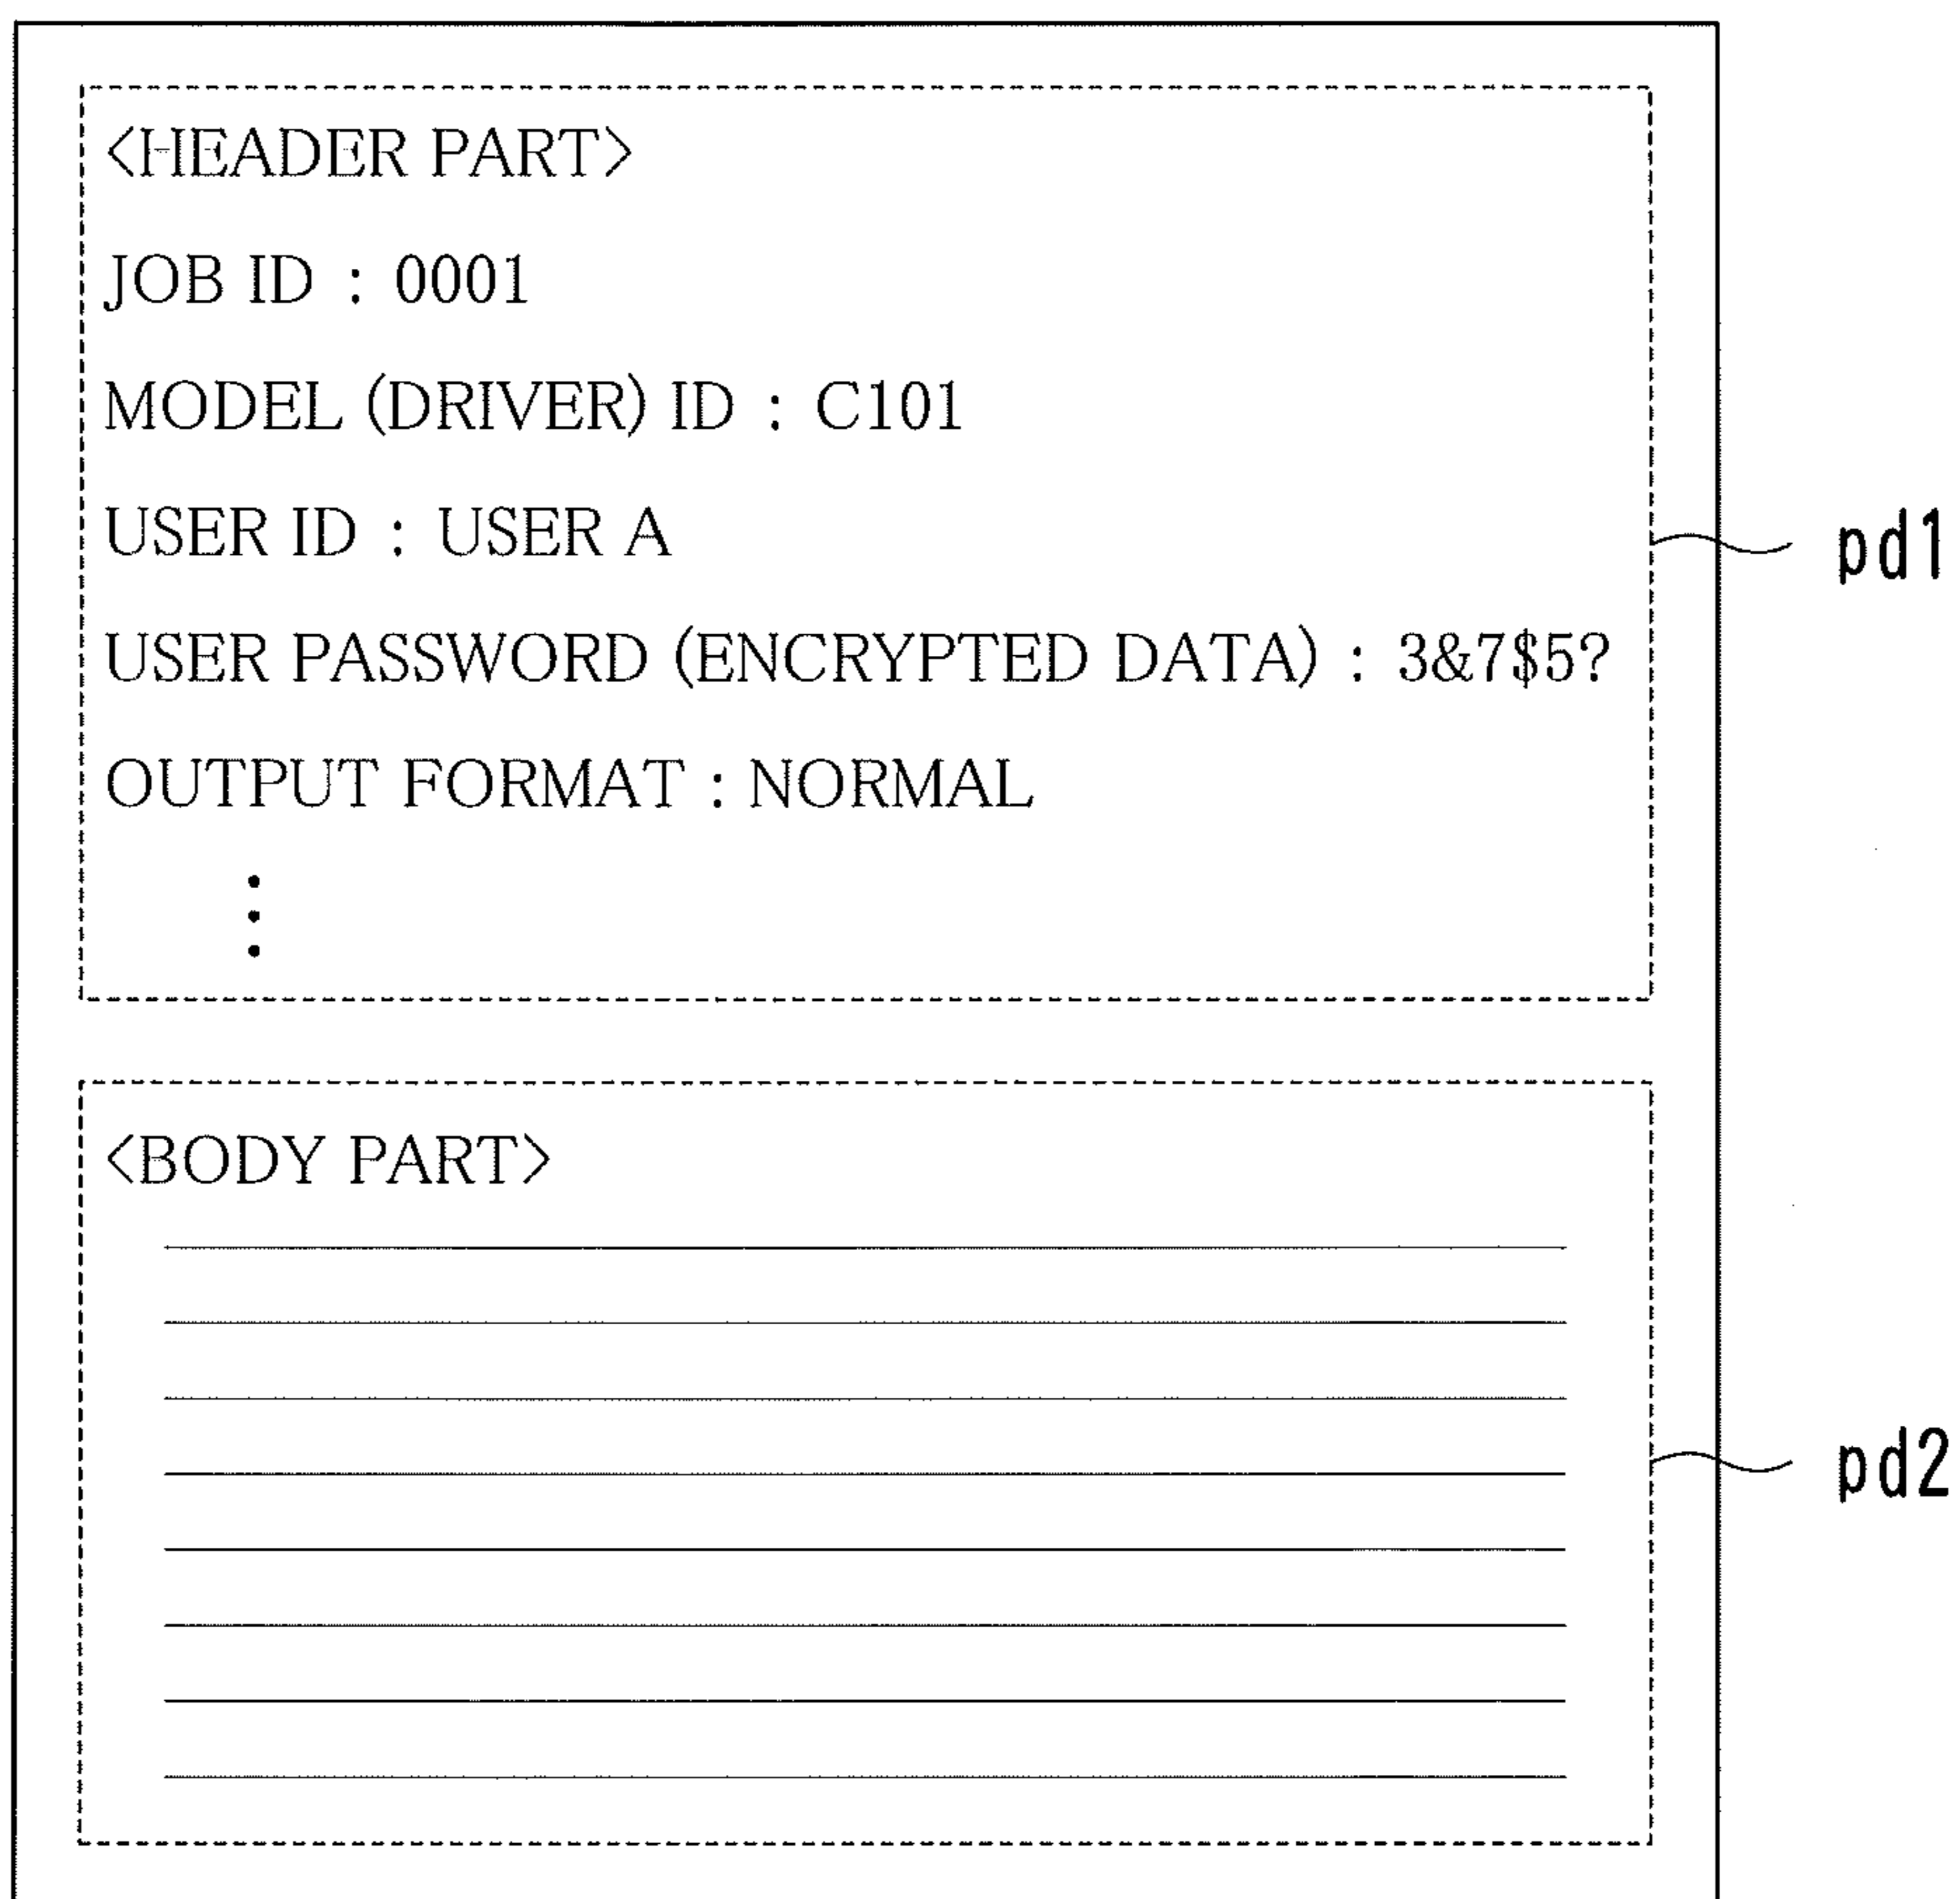 <HEADER PART>
JOB ID : 0001
MODEL (DRIVER) ID : C101
USER ID : USER A
pd1
USER PASSWORD (ENCRYPTED DATA) : 3&7$5?
OUTPUT FORMAT : NORMAL
<BODY PART>
pd2